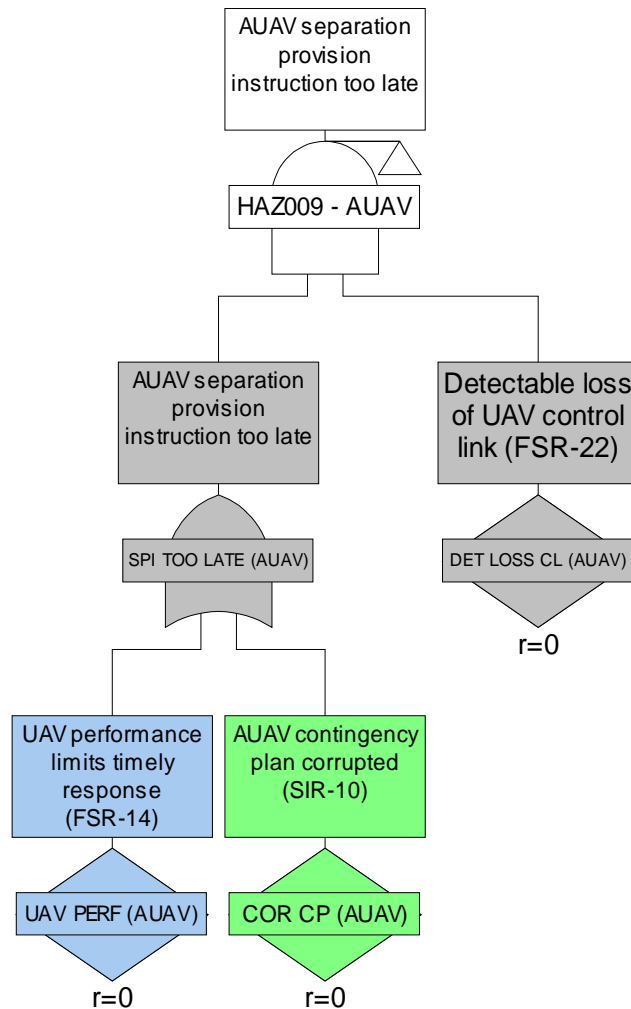 AUAV separation
provision
instruction too late
HAZ009 - AUAV
AUAV separation
provision
instruction too late
Detectable loss
of UAV control
link (FSR-22)
SPI TOO LATE (AUAV)
DET LOSS CL (AUAV)
r=0
UAV performance
limits timely
response
(FSR-14)
AUAV contingency
plan corrupted
(SIR-10)
UAV PERF (AUAV)
COR CP (AUAV)
r=0
r=0